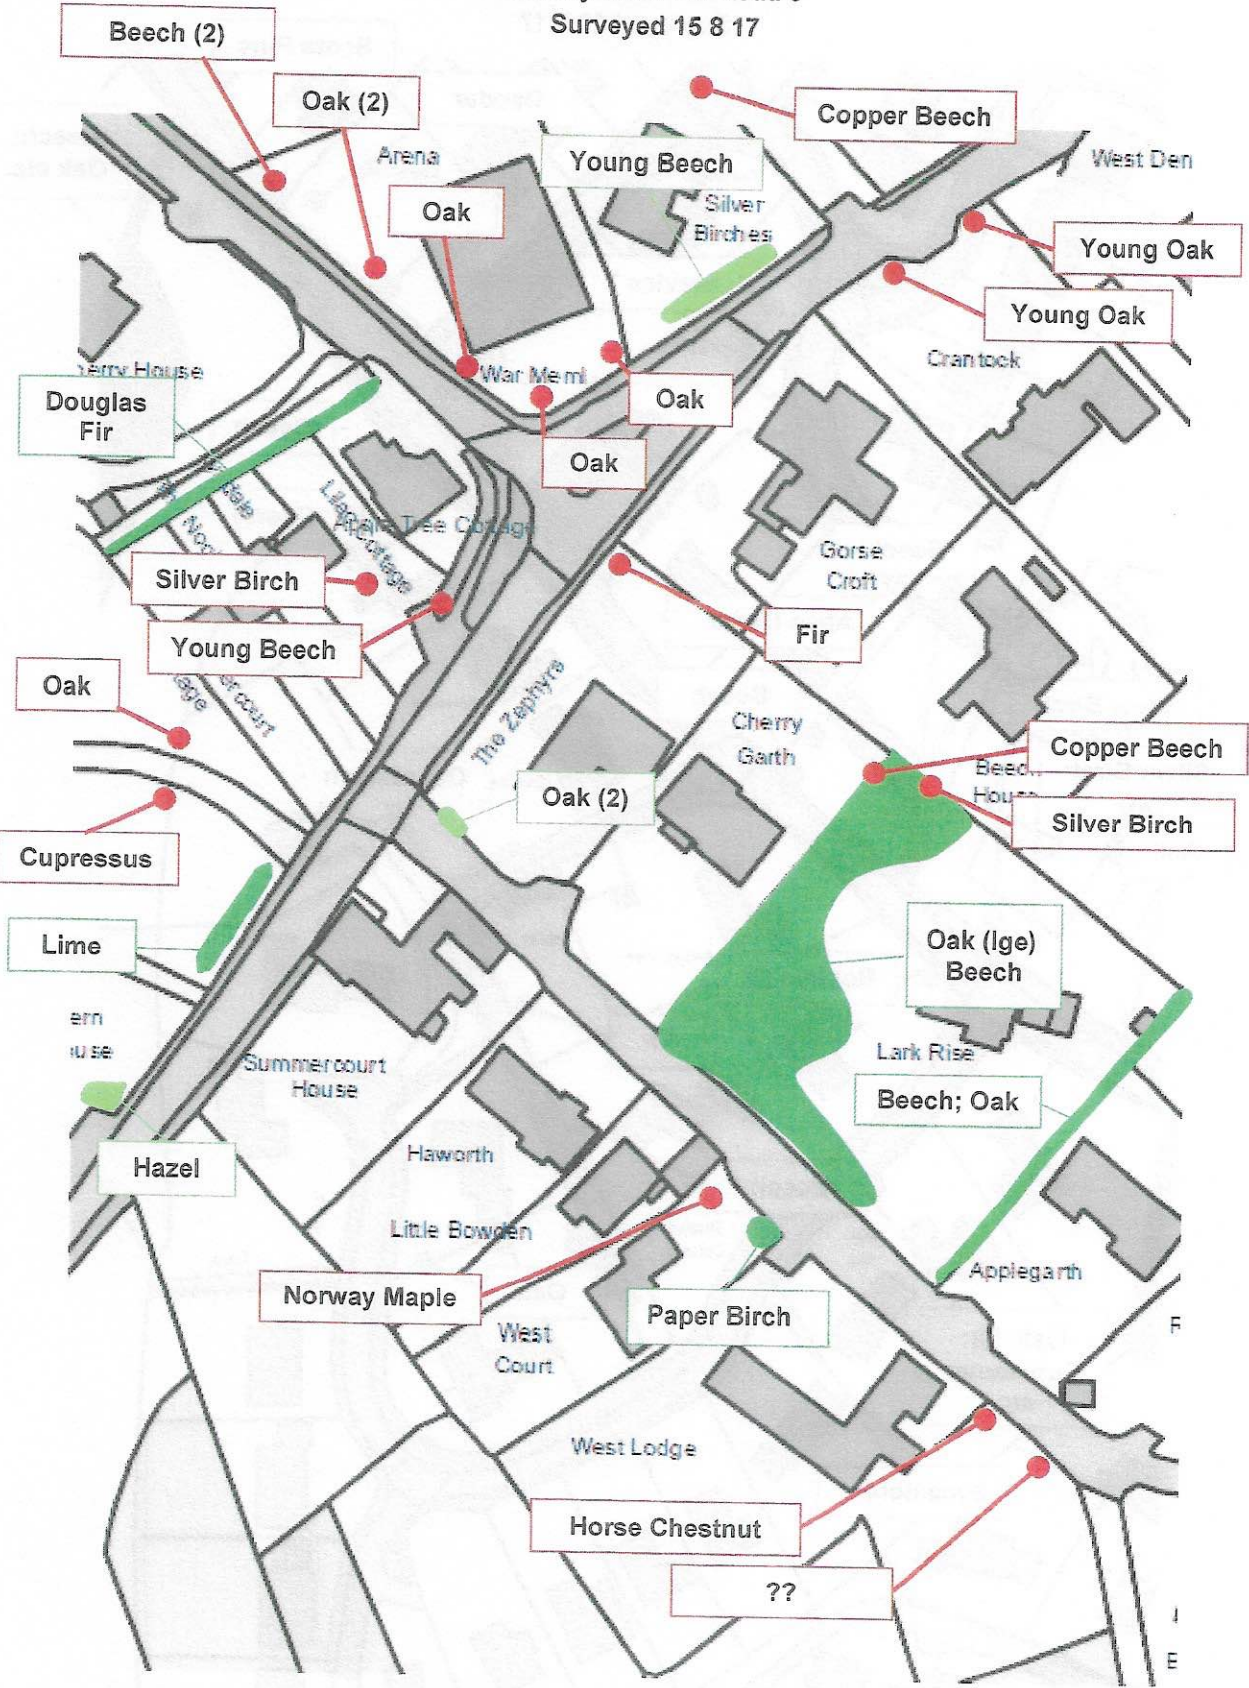 Surveyed 15 8 17
Beech (2)
Oak (2)
Copper Beech
Arena
Young Beech
West Den
Oak
Silver
Birches
Young Oak
Young Oak
Crantock
War Meml
Oak
Douglas
Fir
Oak
Apple Tree Cottage
Lilac Cottage
Gorse
Croft
Silver Birch
Young Beech
Fir
Oak
The Zephyrs
Cherry
Garth
Copper Beech
Beech
House
Oak (2)
Silver Birch
Cupressus
Lime
Oak (lge)
Beech
Lark Rise
Summercourt
House
Beech; Oak
Haworth
Hazel
Little Bowden
Applegarth
Norway Maple
Paper Birch
West
Court
West Lodge
Horse Chestnut
??